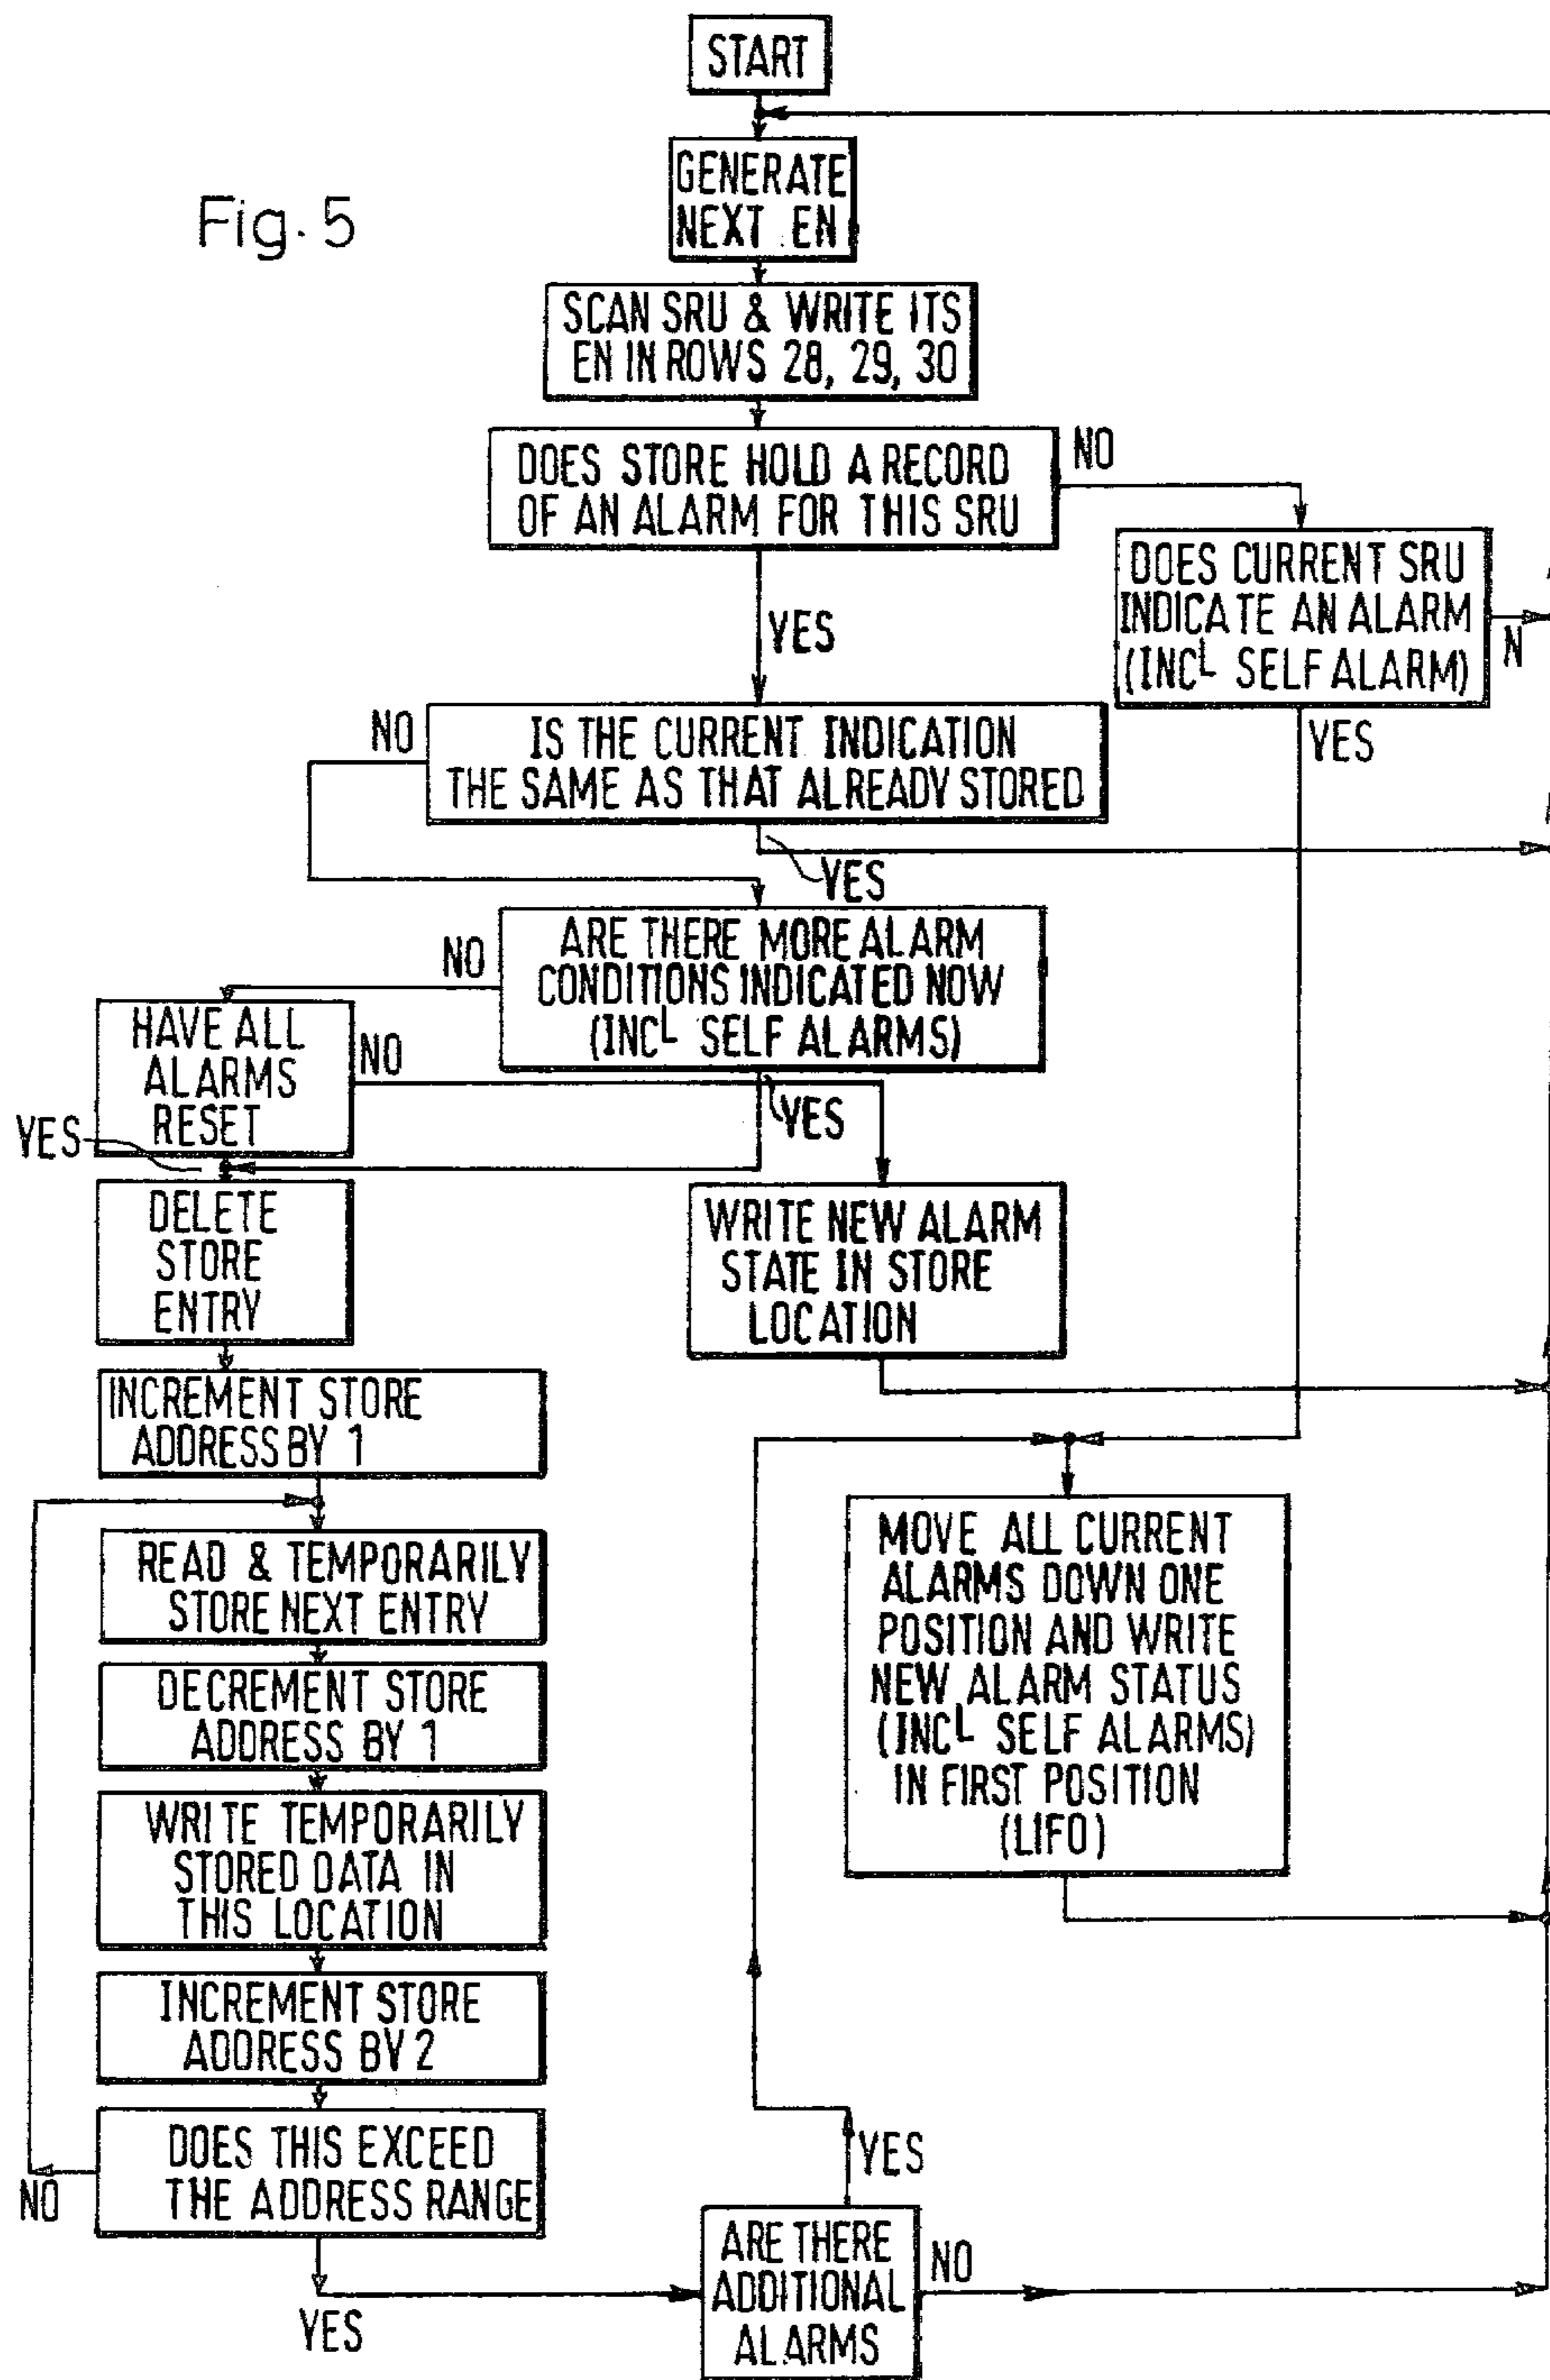 START
Fig. 5
GENERATE
NEXT EN
SCAN SRU & WRITE ITS
EN IN ROWS 28, 29, 30
DOES STORE HOLD A RECORD
OF AN ALARM FOR THIS SRU
NO
DOES CURRENT SRU
INDICATE AN ALARM
(INCL SELF ALARM)
N
YES
YES
NO
IS THE CURRENT INDICATION
THE SAME AS THAT ALREADY STORED
YES
ARE THERE MORE ALARM
CONDITIONS INDICATED NOW
(INCL SELF ALARMS)
NO
HAVE ALL
ALARMS
RESET
NO
YES
YES
DELETE
STORE
ENTRY
WRITE NEW ALARM
STATE IN STORE
LOCATION
INCREMENT STORE
ADDRESS BY 1
READ & TEMPORARILY
STORE NEXT ENTRY
DECREMENT STORE
ADDRESS BY 1
WRITE TEMPORARILY
STORED DATA IN
THIS LOCATION
INCREMENT STORE
ADDRESS BY 2
DOES THIS EXCEED
THE ADDRESS RANGE
NO
YES
MOVE ALL CURRENT
ALARMS DOWN ONE
POSITION AND WRITE
NEW ALARM STATUS
(INCL SELF ALARMS)
IN FIRST POSITION
(LIFO)
YES
ARE THERE
ADDITIONAL
ALARMS
NO